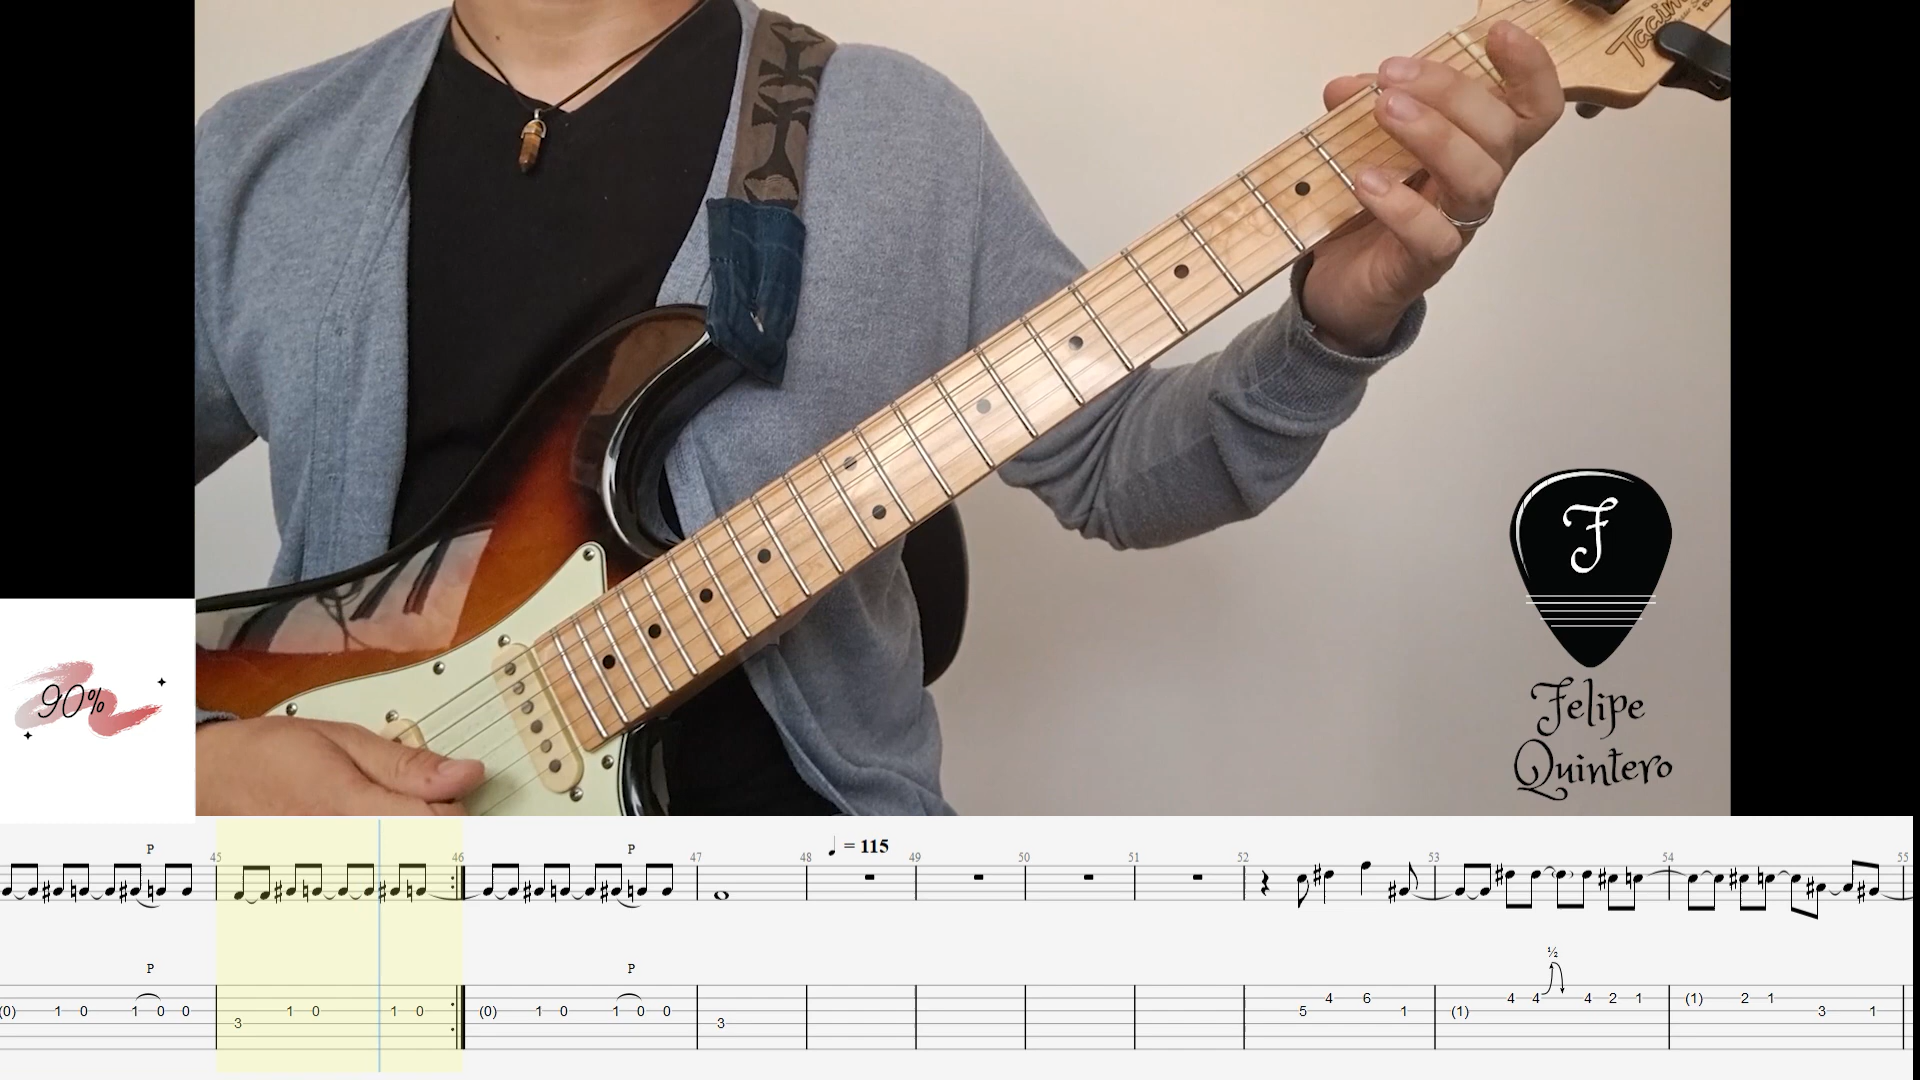 Tagima
F
Felipe
Quintero
90%
P P
45 46 47 48 49 50 51 52 53 54 55
= 115
P P
½
(0) 1 0 1 0 0 3 1 0 1 0 (0) 1 0 1 0 0 3 5 4 6 1 (1) 4 4 4 2 1 (1) 2 1 3 1